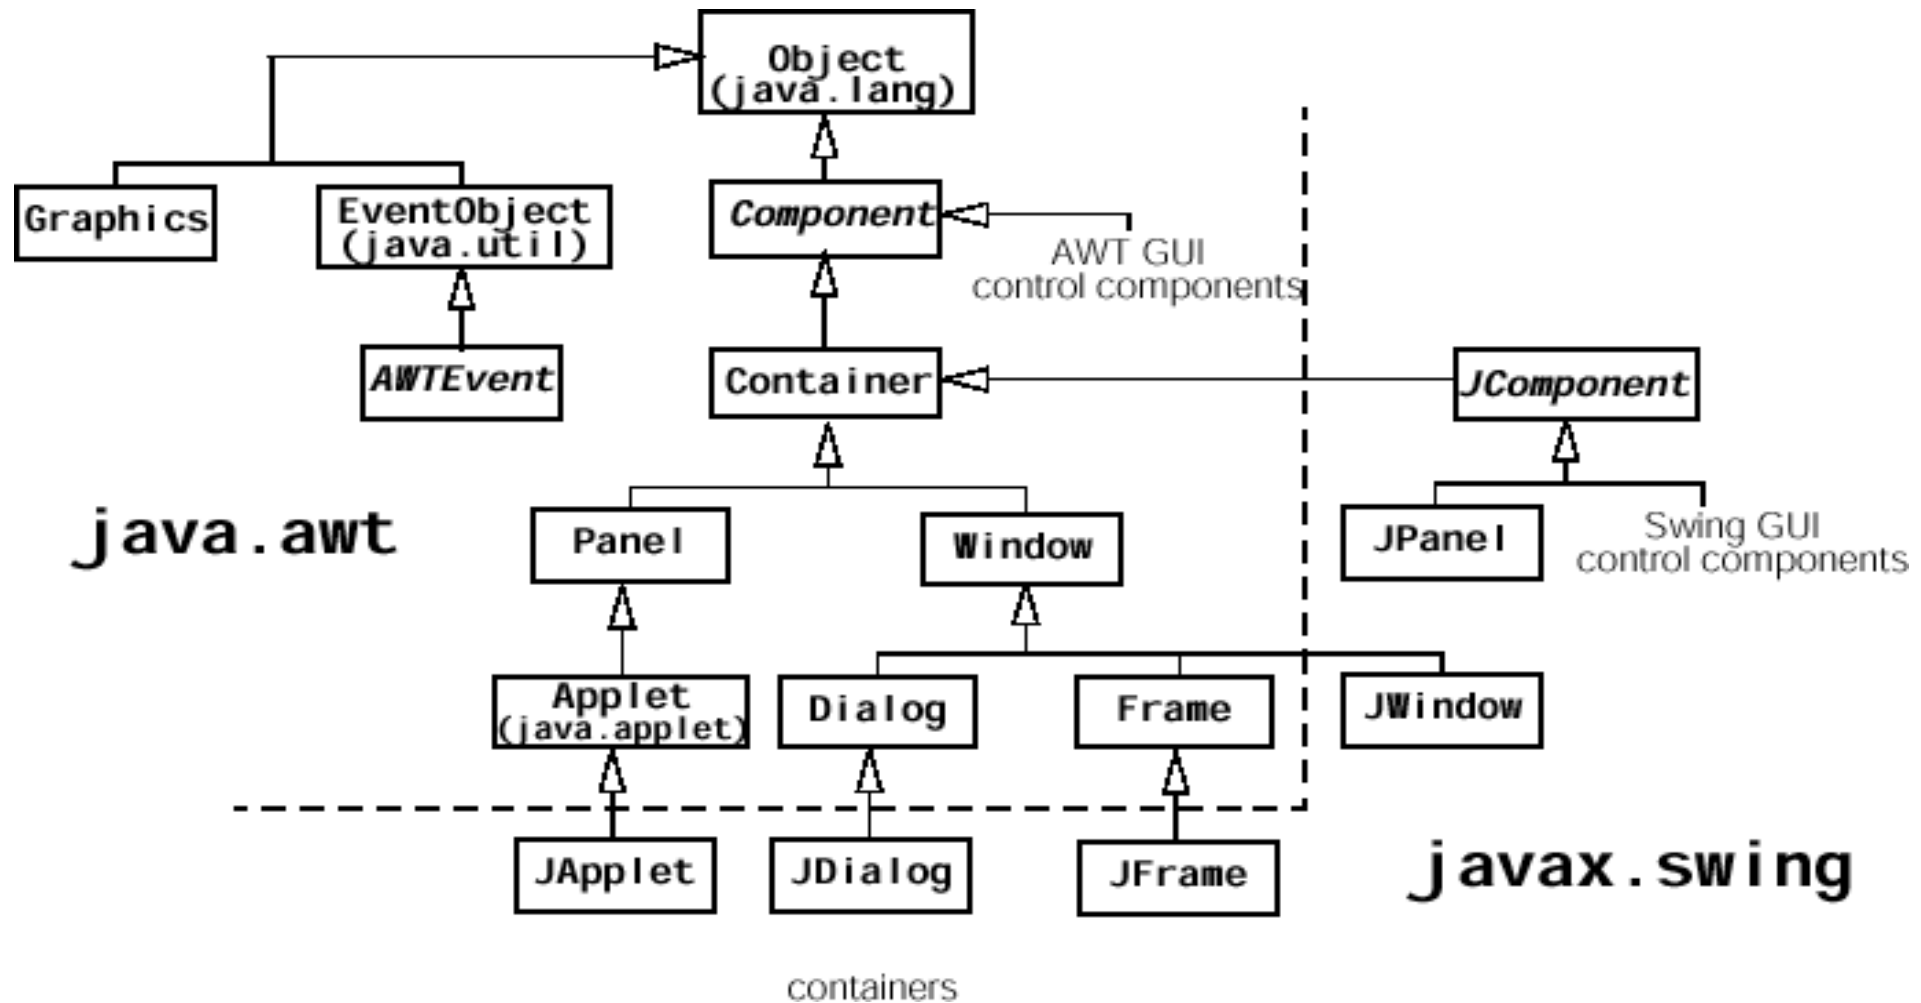 Object
(java.lang)
Graphics
EventObject
(java.util)
Component
AWT GUI
control components
AWTEvent
Container
JComponent
java.awt
Panel
Window
JPanel
Swing GUI
control components
Applet
(java.applet)
Dialog
Frame
JWindow
JApplet
JDialog
JFrame
javax.swing
containers